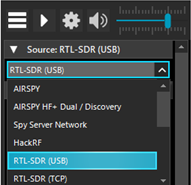 Source: RTL-SDR (USB)
RTL-SDR (USB)
AIRSPY
AIRSPY HF+ Dual / Discovery
Spy Server Network
HackRF
RTL-SDR (USB)
RTL-SDR (TCP)